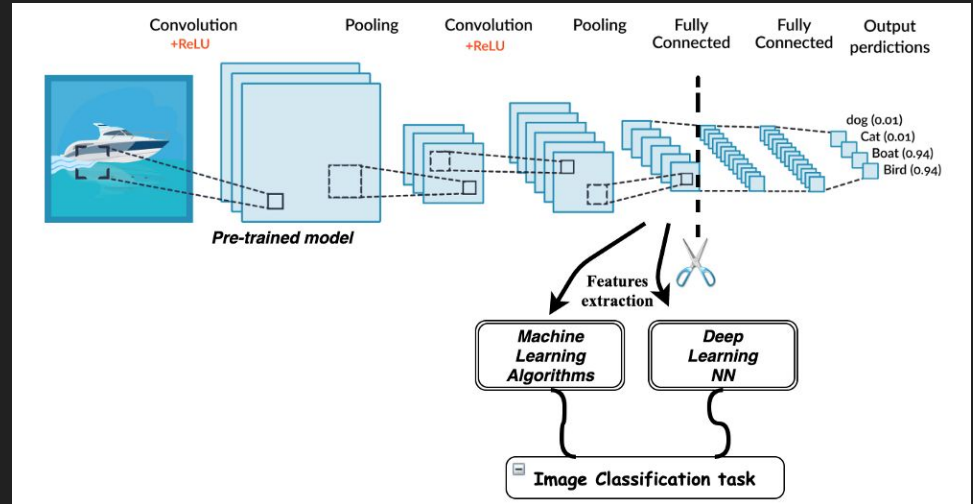 Convolution
+ReLU
Pooling
Convolution
+ReLU
Pooling
Fully
Connected
Fully
Connected
Output
perdictions
dog (0.01)
Cat (0.01)
Boat (0.94)
Bird (0.94)
Pre-trained model
Features
extraction
Machine
Learning
Algorithms
Deep
Learning
NN
Image Classification task